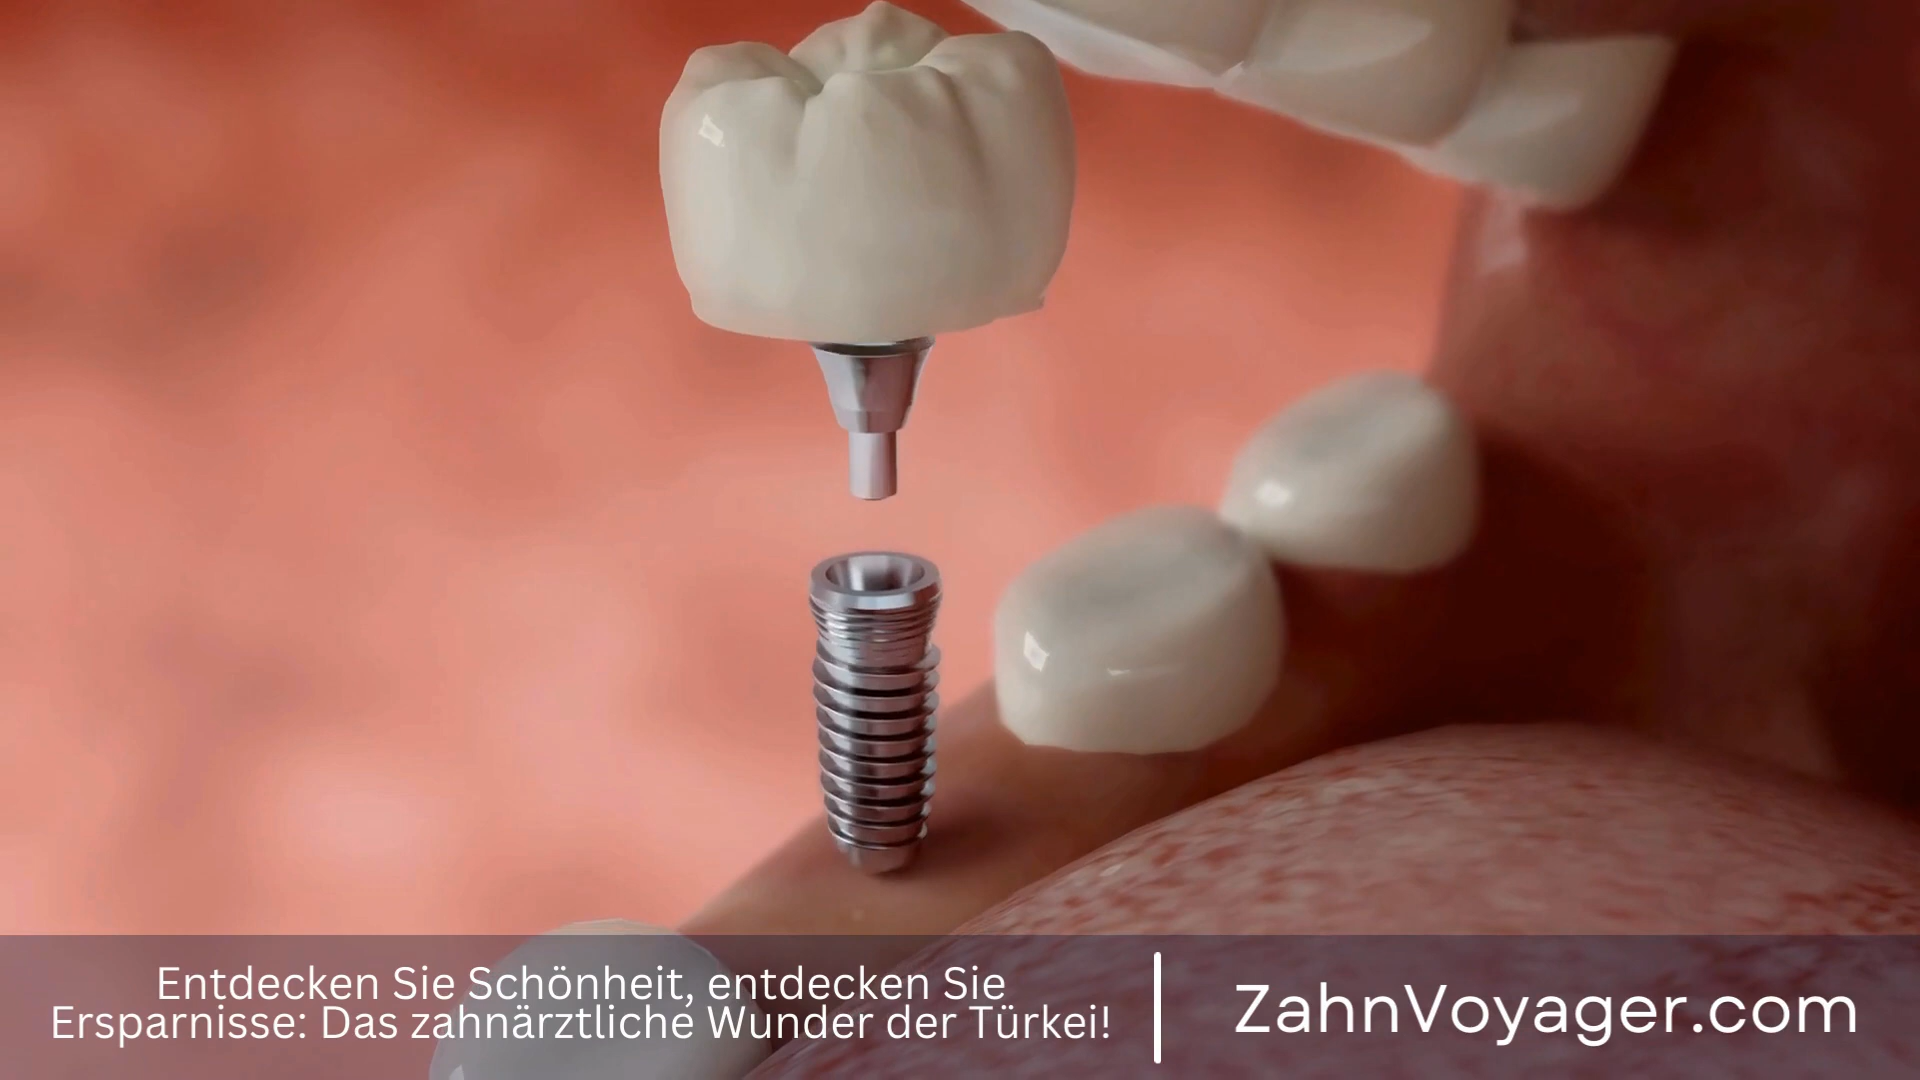 Entdecken Sie Schönheit, entdecken Sie
Ersparnisse: Das zahnärztliche Wunder der Türkei!
ZahnVoyager.com